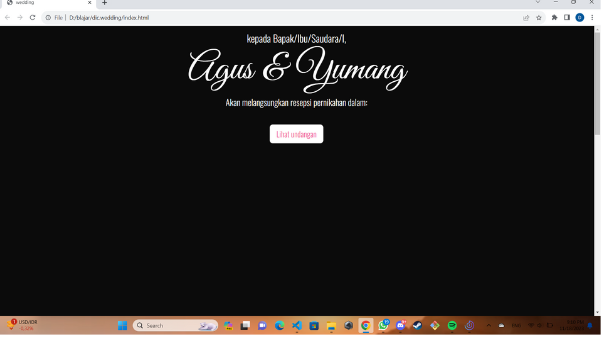 wedding
File D:/blajar/dic.wedding/index.html
kepada Bapak/Ibu/Saudara/I,
Agus & Yumang
Akan melangsungkan resepsi pernikahan dalam:
Lihat undangan
USD/IDR
Search